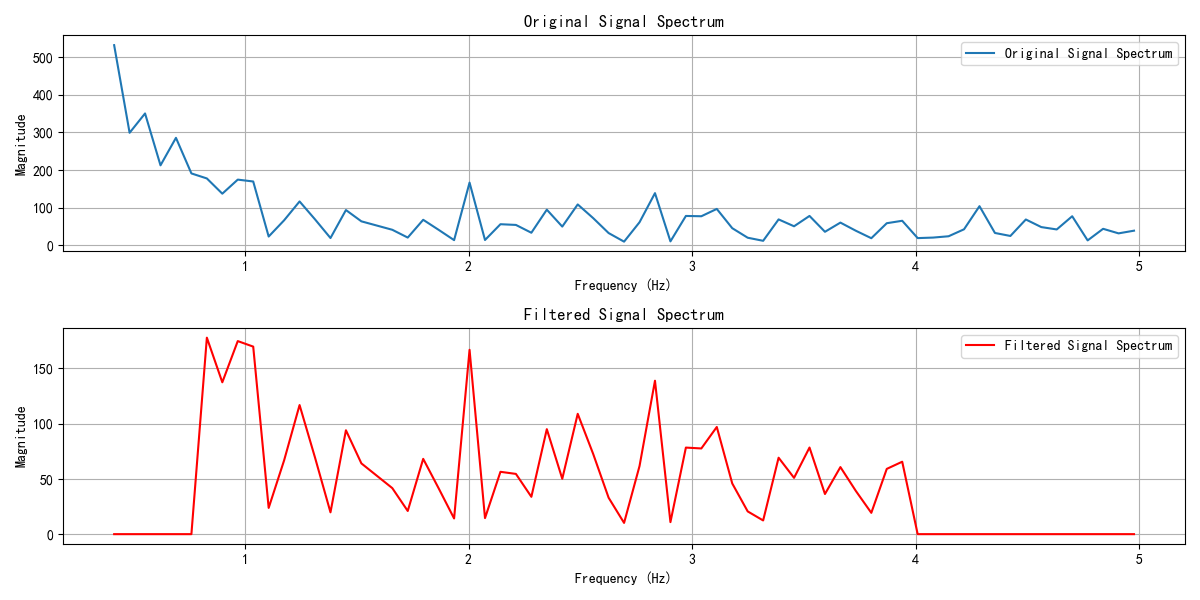 Original Signal Spectrum
Original Signal Spectrum
500
400
300
200
100
0
Magnitude
1
2
3
4
5
Frequency (Hz)
Filtered Signal Spectrum
Filtered Signal Spectrum
150
100
50
0
Magnitude
1
2
3
4
5
Frequency (Hz)